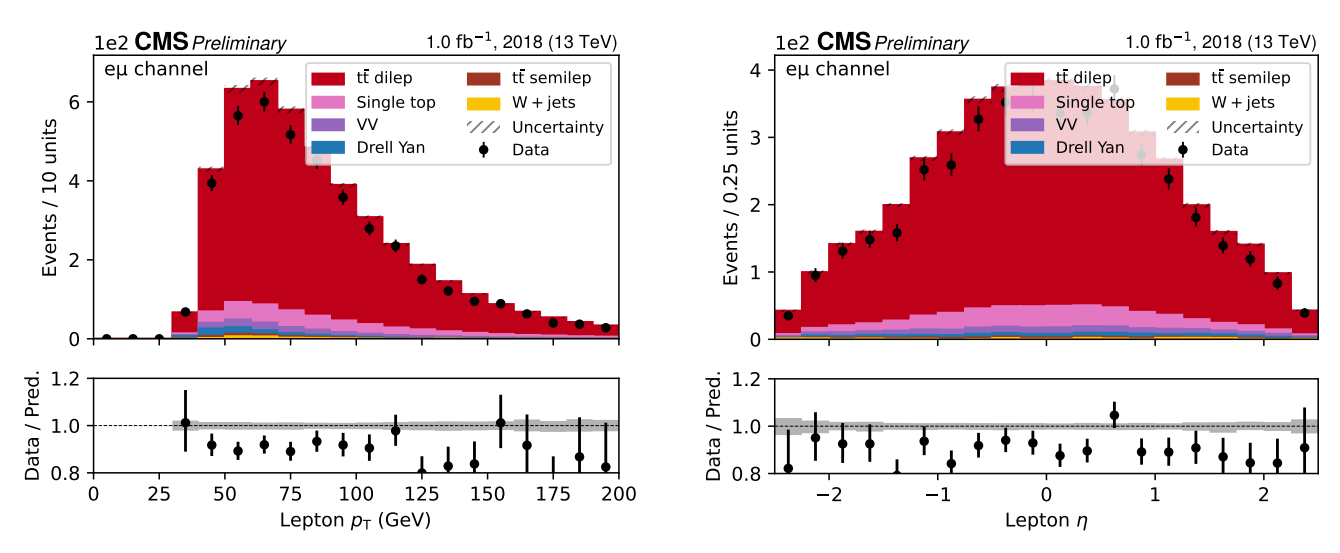 1e2 CMS Preliminary 1.0 fb⁻¹, 2018 (13 TeV)
eμ channel
tt̄ dilep
Single top
VV
Drell Yan
tt̄ semilep
W + jets
Uncertainty
Data
Events / 10 units
6
4
2
0
Data / Pred.
1.2
1.0
0.8
0 25 50 75 100 125 150 175 200
Lepton pT (GeV)
1e2 CMS Preliminary 1.0 fb⁻¹, 2018 (13 TeV)
eμ channel
tt̄ dilep
Single top
VV
Drell Yan
tt̄ semilep
W + jets
Uncertainty
Data
Events / 0.25 units
4
3
2
1
0
Data / Pred.
1.2
1.0
0.8
−2 −1 0 1 2
Lepton η